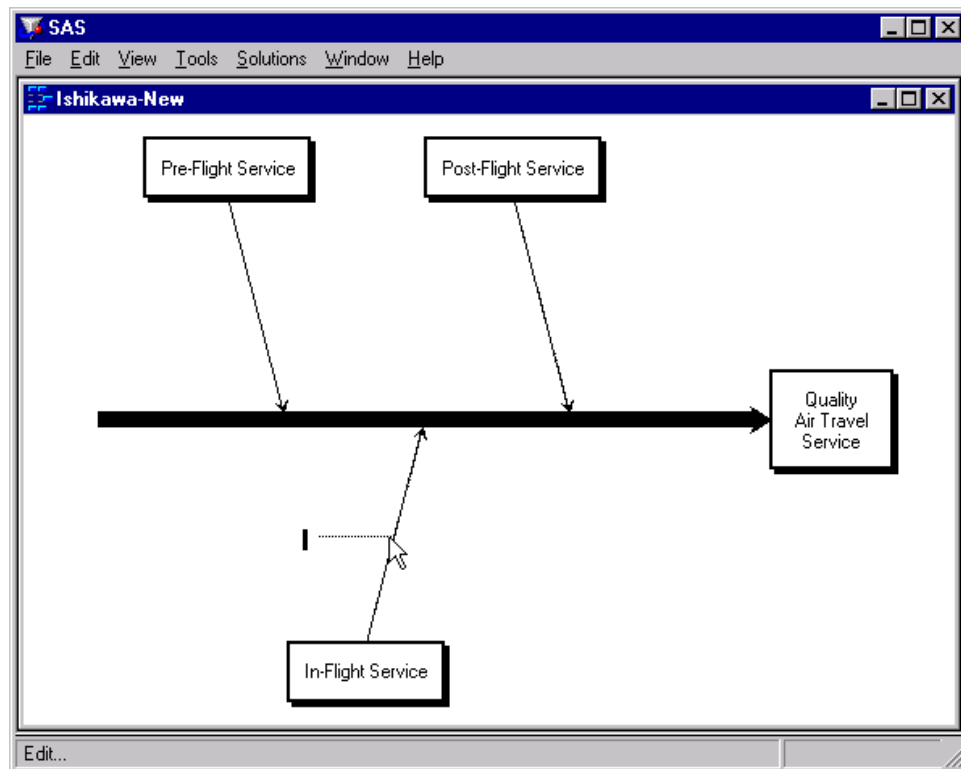 SAS
File Edit View Tools Solutions Window Help
Ishikawa-New
Pre-Flight Service
Post-Flight Service
Quality
Air Travel
Service
In-Flight Service
Edit...